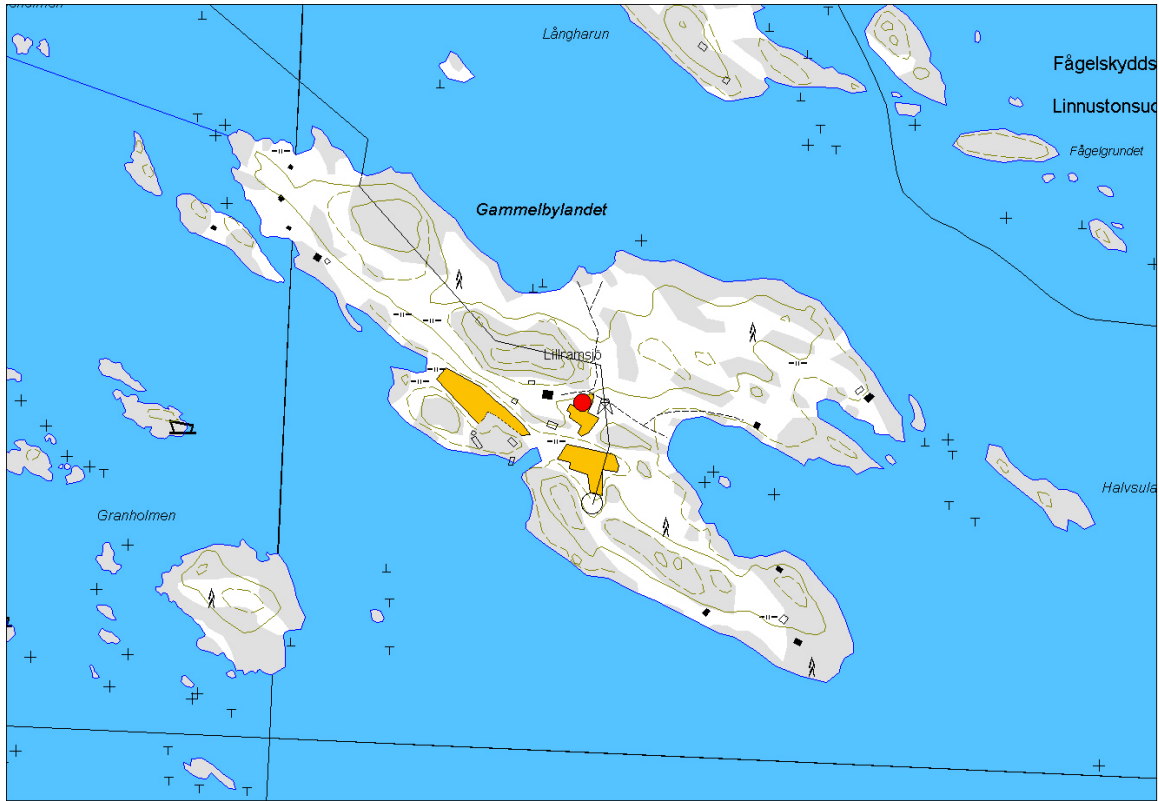 Långharun
Fågelskydds
Linnustonsuo
Fågelgrundet
Gammelbylandet
Lillramsjö
Halvsula
Granholmen